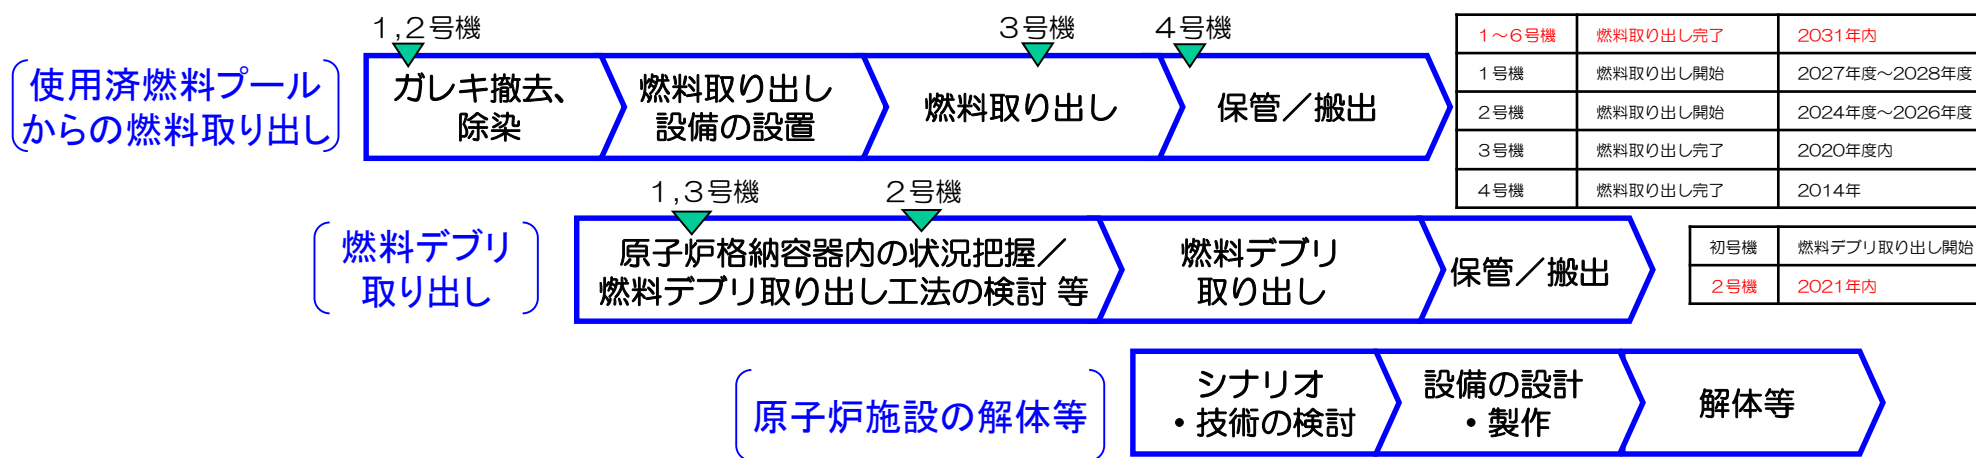 1,2号機
3号機
4号機
使用済燃料プール
からの燃料取り出し
ガレキ撤去、
除染
燃料取り出し
設備の設置
燃料取り出し
保管／搬出
1～6号機 燃料取り出し完了 2031年内
1号機 燃料取り出し開始 2027年度～2028年度
2号機 燃料取り出し開始 2024年度～2026年度
3号機 燃料取り出し完了 2020年度内
4号機 燃料取り出し完了 2014年
1,3号機
2号機
燃料デブリ
取り出し
原子炉格納容器内の状況把握／
燃料デブリ取り出し工法の検討 等
燃料デブリ
取り出し
保管／搬出
初号機 燃料デブリ取り出し開始
2号機 2021年内
原子炉施設の解体等
シナリオ
・技術の検討
設備の設計
・製作
解体等